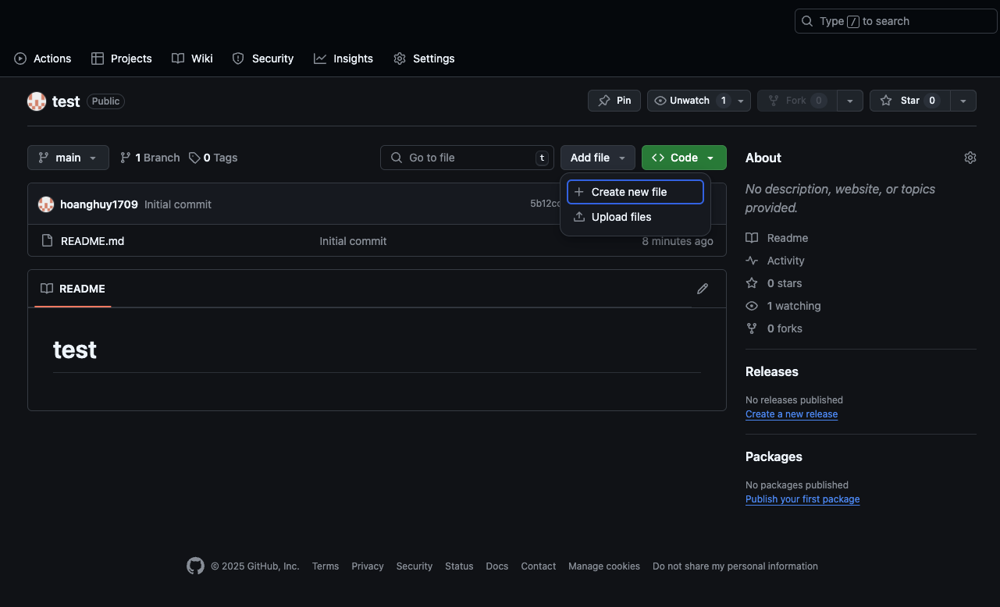 Type / to search
Actions Projects Wiki Security Insights Settings
test Public Pin Unwatch 1 Fork 0 Star 0
main 1 Branch 0 Tags Go to file t Add file Code About
Create new file
Upload files
No description, website, or topics
provided.
hoanghuy1709 Initial commit
README.md Initial commit 8 minutes ago
Readme
Activity
0 stars
1 watching
0 forks
README
test
Releases
No releases published
Create a new release
Packages
No packages published
Publish your first package
© 2025 GitHub, Inc. Terms Privacy Security Status Docs Contact Manage cookies Do not share my personal information